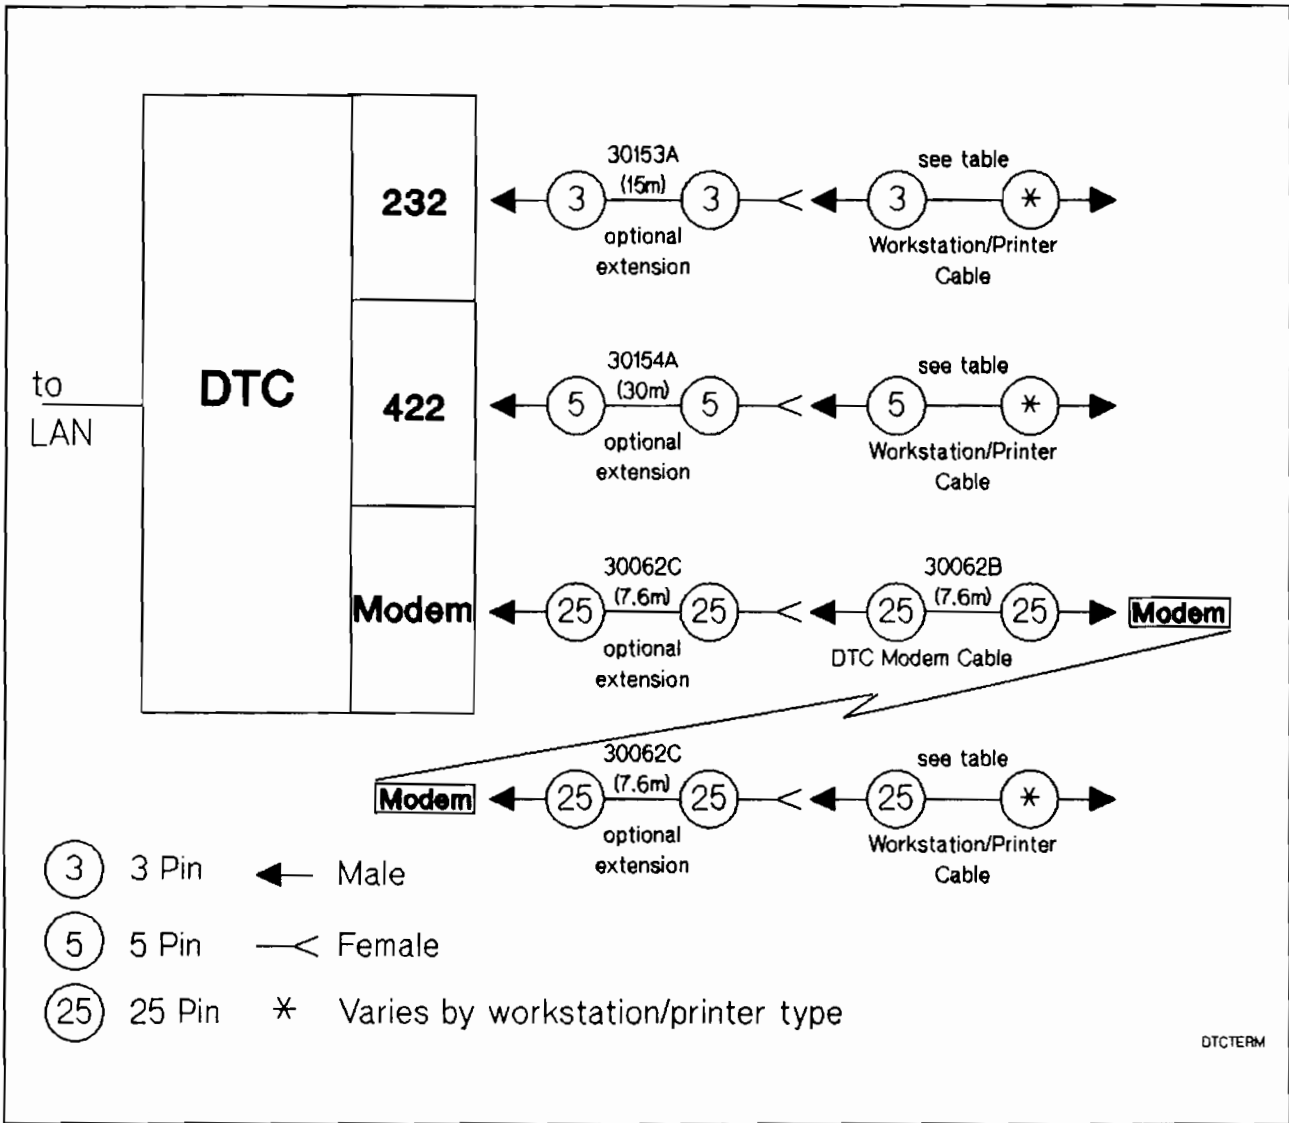 to
LAN
DTC
232
422
Modem
30153A
(15m)
3
3
optional
extension
see table
3
*
Workstation/Printer
Cable
30154A
(30m)
5
5
optional
extension
see table
5
*
Workstation/Printer
Cable
30062C
(7.6m)
25
25
optional
extension
30062B
(7.6m)
25
25
DTC Modem Cable
Modem
Modem
30062C
(7.6m)
25
25
optional
extension
see table
25
*
Workstation/Printer
Cable
3 3 Pin Male
5 5 Pin Female
25 25 Pin * Varies by workstation/printer type
DTCTERM